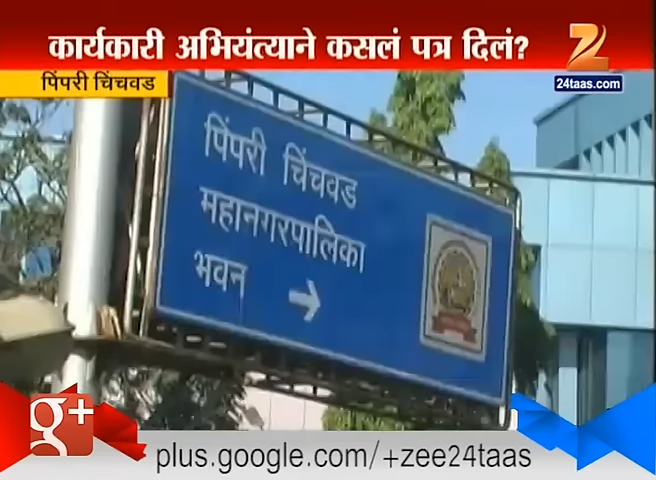 कार्यकारी अभियंत्याने कसलं पत्र दिलं?
24taas.com
पिंपरी चिंचवड
पिंपरी चिंचवड
महानगरपालिका
भवन
g+
plus.google.com/+zee24taas